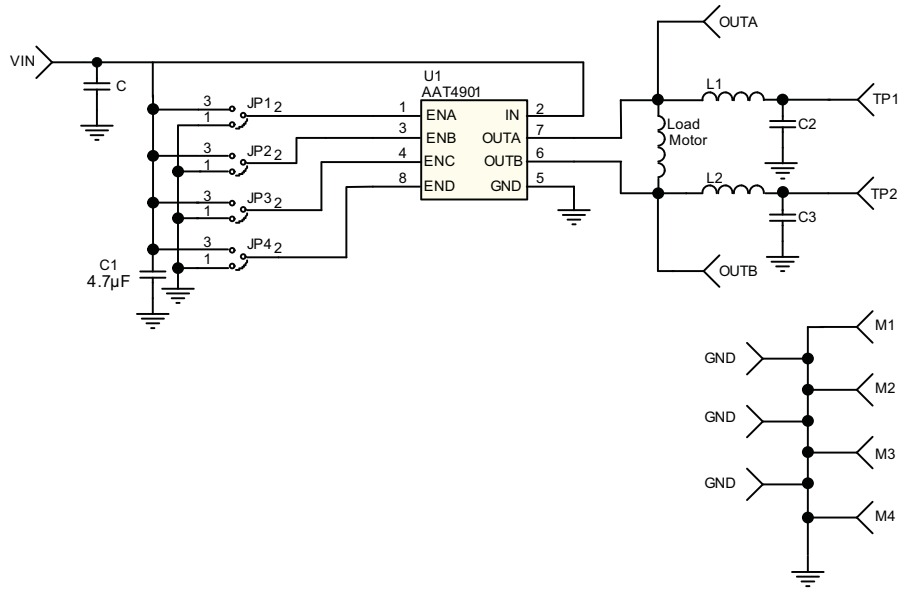 OUTA
VIN
C
U1
AAT4901
L1
TP1
3
JP1
2
1
1
ENA
IN
2
C2
3
ENB
OUTA
7
Load
Motor
3
JP2
2
1
4
ENC
OUTB
6
8
END
GND
5
L2
TP2
3
JP3
2
1
C3
3
JP4
2
1
C1
4.7µF
OUTB
M1
GND
M2
GND
M3
GND
M4